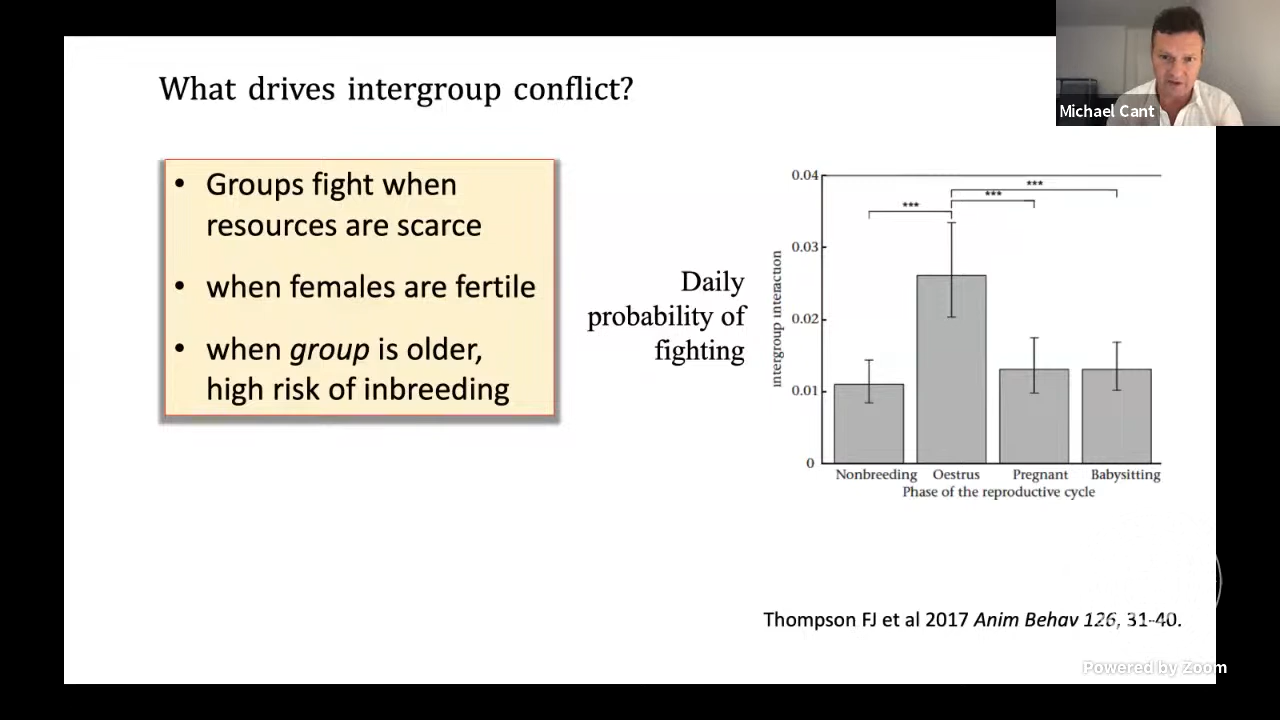 What drives intergroup conflict?
Michael Cant
• Groups fight when
resources are scarce
• when females are fertile
• when group is older,
high risk of inbreeding
Daily
probability of
fighting
intergroup interaction
0.04
0.03
0.02
0.01
0
***
***
***
Nonbreeding Oestrus Pregnant Babysitting
Phase of the reproductive cycle
Thompson FJ et al 2017 Anim Behav 126, 31-40.
Powered by Zoom